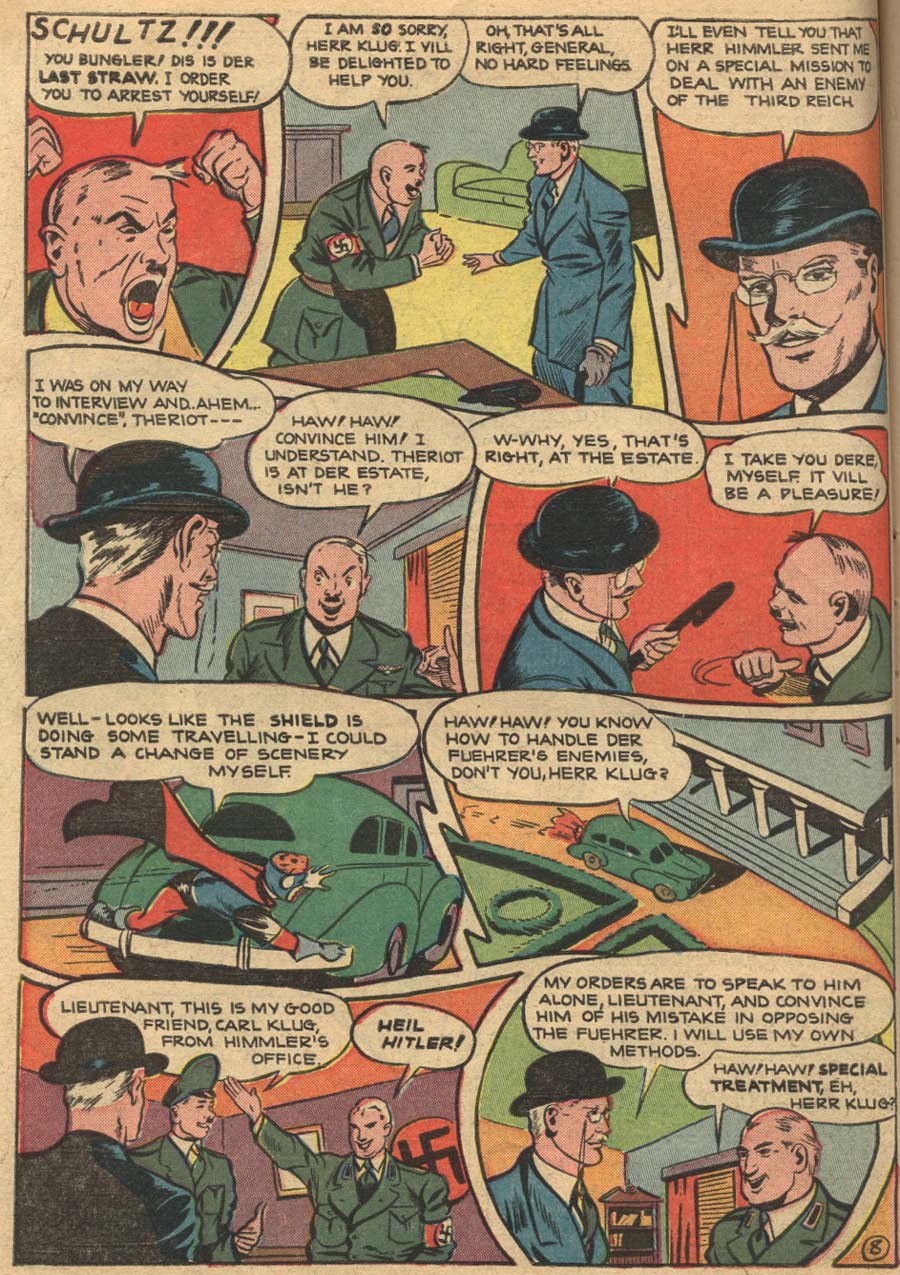 SCHULTZ!!!
YOU BUNGLER! DIS IS DER
LAST STRAW. I ORDER
YOU TO ARREST YOURSELF!
I AM SO SORRY,
HERR KLUG. I VILL
BE DELIGHTED TO
HELP YOU.
OH, THAT'S ALL
RIGHT, GENERAL,
NO HARD FEELINGS.
I'LL EVEN TELL YOU THAT
HERR HIMMLER SENT ME
ON A SPECIAL MISSION TO
DEAL WITH AN ENEMY
OF THE THIRD REICH.
I WAS ON MY WAY
TO INTERVIEW AND..AHEM...
"CONVINCE", THERIOT---
HAW! HAW!
CONVINCE HIM! I
UNDERSTAND. THERIOT
IS AT DER ESTATE,
ISN'T HE?
W-WHY, YES, THAT'S
RIGHT, AT THE ESTATE.
I TAKE YOU DERE,
MYSELF. IT VILL
BE A PLEASURE!
WELL-LOOKS LIKE THE SHIELD IS
DOING SOME TRAVELLING-I COULD
STAND A CHANGE OF SCENERY
MYSELF.
HAW! HAW! YOU KNOW
HOW TO HANDLE DER
FUEHRER'S ENEMIES,
DON'T YOU, HERR KLUG?
LIEUTENANT, THIS IS MY GOOD
FRIEND, CARL KLUG,
FROM HIMMLER'S
OFFICE.
HEIL
HITLER!
MY ORDERS ARE TO SPEAK TO HIM
ALONE, LIEUTENANT, AND CONVINCE
HIM OF HIS MISTAKE IN OPPOSING
THE FUEHRER. I WILL USE MY OWN
METHODS.
HAW! HAW! SPECIAL
TREATMENT, EH,
HERR KLUG?
8